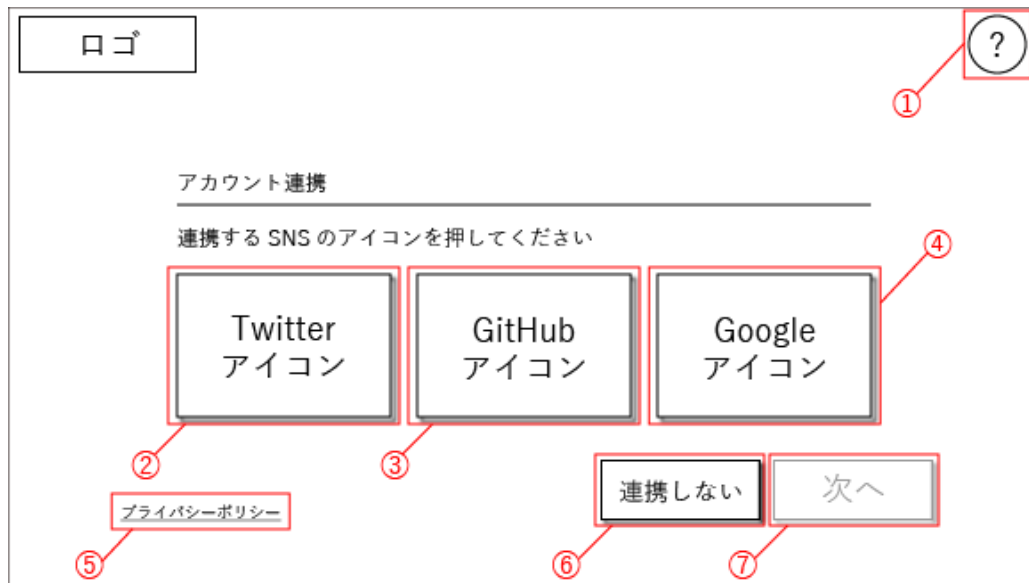 ロゴ
?
①
アカウント連携
連携する SNS のアイコンを押してください
④
Twitter
アイコン
GitHub
アイコン
Google
アイコン
②
③
連携しない
次へ
プライバシーポリシー
⑤
⑥
⑦